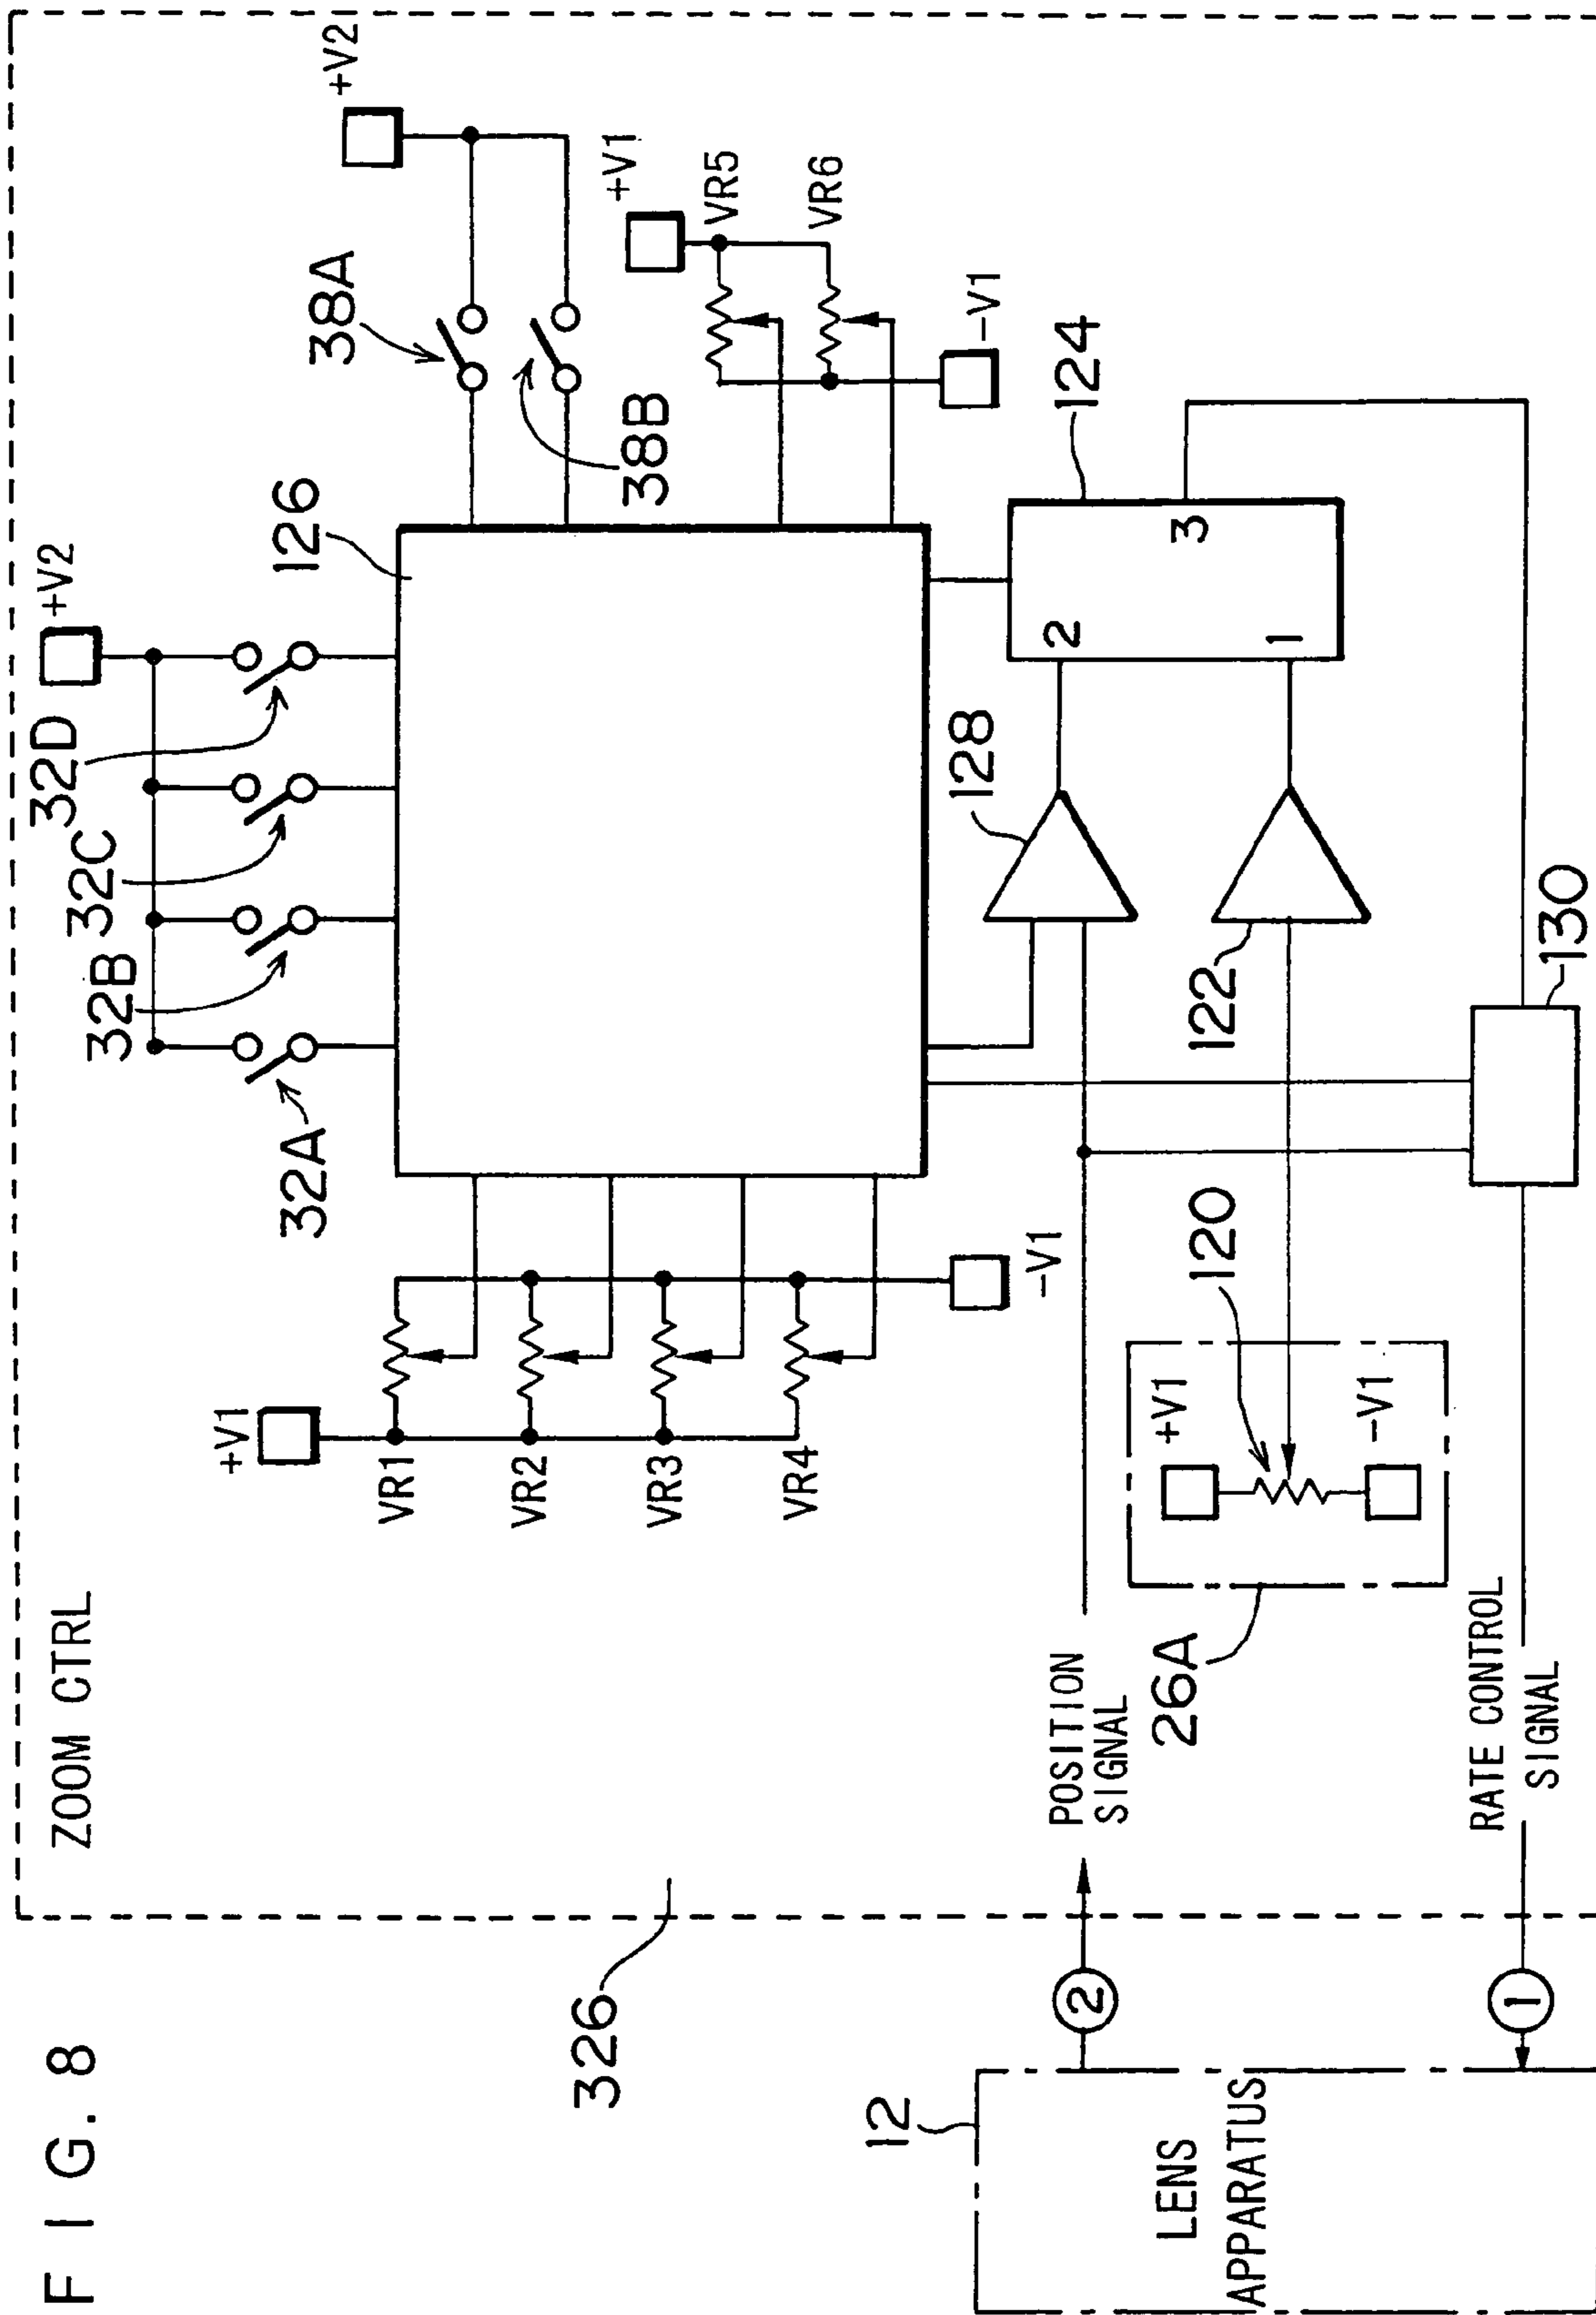 FIG. 8
ZOOM CTRL
326
+V2
32D
32C
32B
32A
126
+V2
38A
38B
+V1
VR5
VR6
-V1
+V1
VR1
VR2
VR3
VR4
-V1
124
2
3
1
128
122
120
130
12
LENS
APPARATUS
2
1
POSITION
SIGNAL
26A
+V1
-V1
RATE CONTROL
SIGNAL